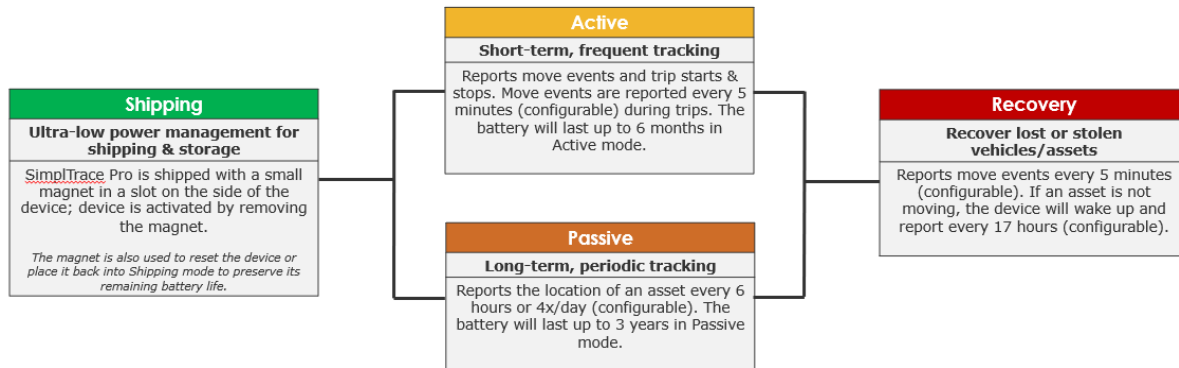 Shipping
Ultra-low power management for
shipping & storage
SimplTrace Pro is shipped with a small
magnet in a slot on the side of the
device; device is activated by removing
the magnet.
The magnet is also used to reset the device or
place it back into Shipping mode to preserve its
remaining battery life.
Active
Short-term, frequent tracking
Reports move events and trip starts &
stops. Move events are reported every 5
minutes (configurable) during trips. The
battery will last up to 6 months in
Active mode.
Passive
Long-term, periodic tracking
Reports the location of an asset every 6
hours or 4x/day (configurable). The
battery will last up to 3 years in Passive
mode.
Recovery
Recover lost or stolen
vehicles/assets
Reports move events every 5 minutes
(configurable). If an asset is not
moving, the device will wake up and
report every 17 hours (configurable).